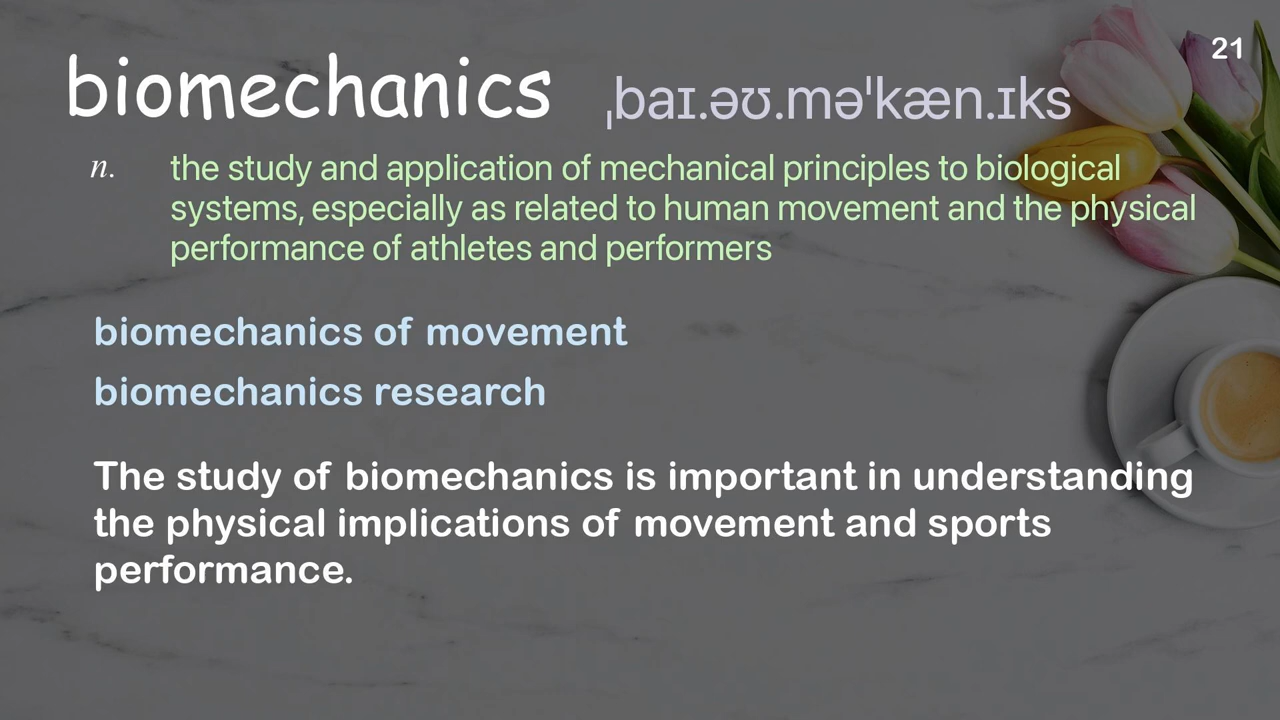 21
biomechanics ˌbaɪ.əʊ.məˈkæn.ɪks
n. the study and application of mechanical principles to biological
systems, especially as related to human movement and the physical
performance of athletes and performers
biomechanics of movement
biomechanics research
The study of biomechanics is important in understanding
the physical implications of movement and sports
performance.